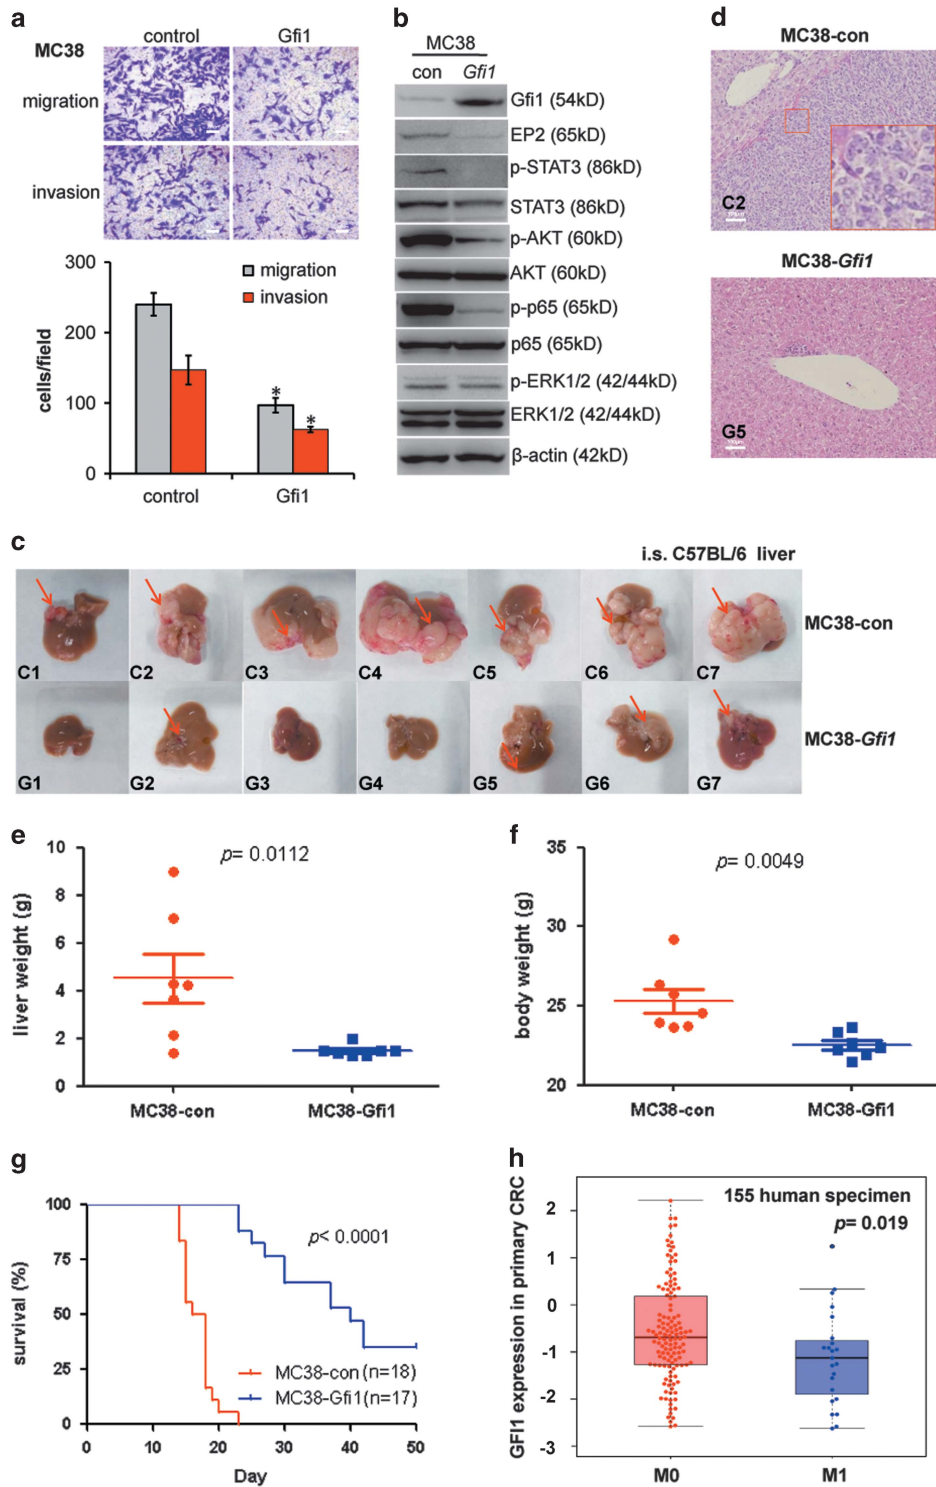 a
control Gfi1
MC38
migration
invasion
300
200
100
0
cells/field
migration
invasion
*
*
control Gfi1
b
MC38
con Gfi1
Gfi1 (54kD)
EP2 (65kD)
p-STAT3 (86kD)
STAT3 (86kD)
p-AKT (60kD)
AKT (60kD)
p-p65 (65kD)
p65 (65kD)
p-ERK1/2 (42/44kD)
ERK1/2 (42/44kD)
β-actin (42kD)
d
MC38-con
C2
MC38-Gfi1
G5
c
i.s. C57BL/6 liver
C1 C2 C3 C4 C5 C6 C7
MC38-con
G1 G2 G3 G4 G5 G6 G7
MC38-Gfi1
e
p= 0.0112
10
8
6
4
2
0
liver weight (g)
MC38-con MC38-Gfi1
f
p= 0.0049
35
30
25
20
body weight (g)
MC38-con MC38-Gfi1
g
p< 0.0001
100
75
50
25
0
survival (%)
MC38-con (n=18)
MC38-Gfi1(n=17)
0 10 20 30 40 50
Day
h
155 human specimen
p= 0.019
2
1
0
-1
-2
-3
GFI1 expression in primary CRC
M0 M1